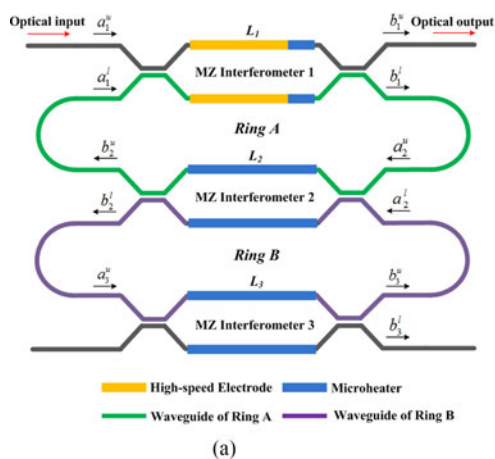 Optical input
a₁ᵘ
L₁
b₁ᵘ
Optical output
MZ Interferometer 1
a₁ˡ
b₁ˡ
Ring A
b₂ᵘ
L₂
a₂ᵘ
MZ Interferometer 2
b₂ˡ
a₂ˡ
Ring B
a₃ᵘ
L₃
b₃ᵘ
MZ Interferometer 3
b₃ˡ
High-speed Electrode
Microheater
Waveguide of Ring A
Waveguide of Ring B
(a)